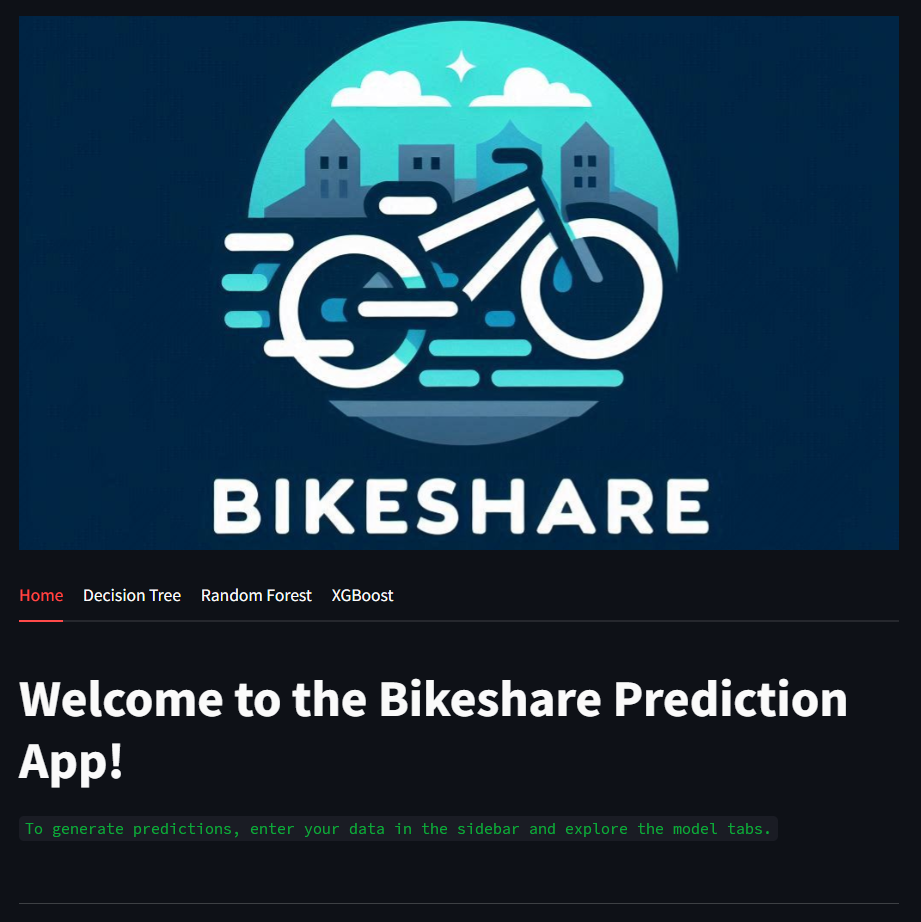 BIKESHARE
Home Decision Tree Random Forest XGBoost
Welcome to the Bikeshare Prediction
App!
To generate predictions, enter your data in the sidebar and explore the model tabs.